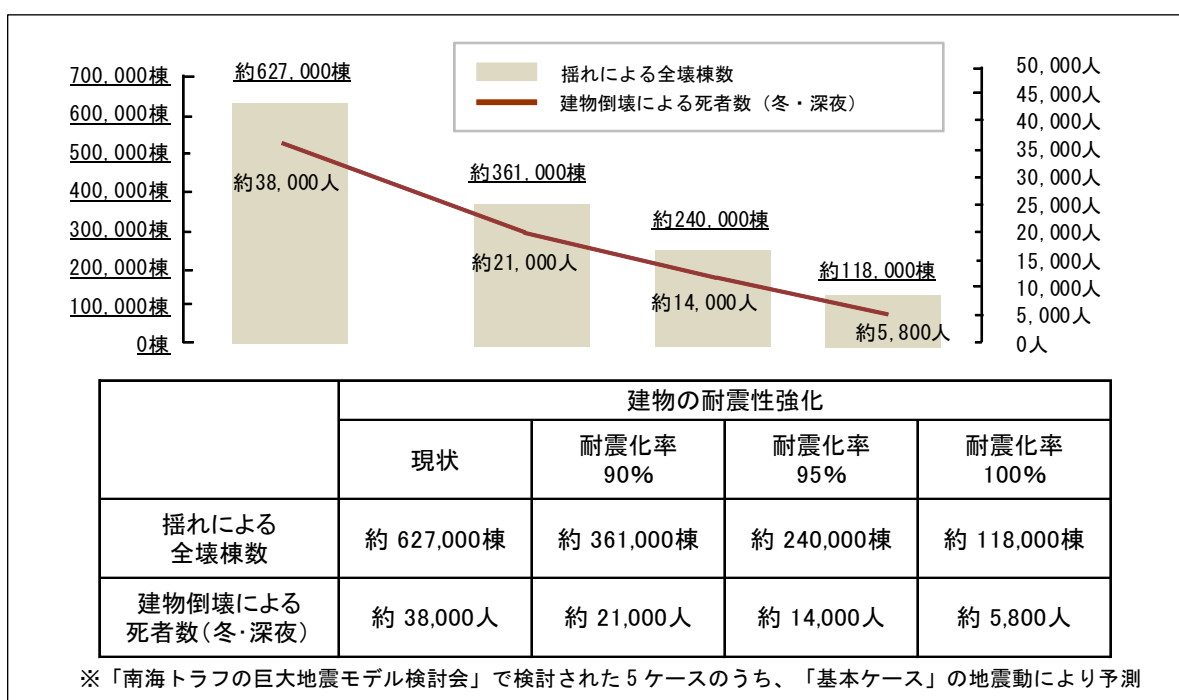 700,000棟
600,000棟
500,000棟
400,000棟
300,000棟
200,000棟
100,000棟
0棟
約627,000棟
約361,000棟
約240,000棟
約118,000棟
約38,000人
約21,000人
約14,000人
約5,800人
揺れによる全壊棟数
建物倒壊による死者数(冬・深夜)
50,000人
45,000人
40,000人
35,000人
30,000人
25,000人
20,000人
15,000人
10,000人
5,000人
0人
建物の耐震性強化
現状
耐震化率
90%
耐震化率
95%
耐震化率
100%
揺れによる
全壊棟数
約 627,000棟
約 361,000棟
約 240,000棟
約 118,000棟
建物倒壊による
死者数(冬・深夜)
約 38,000人
約 21,000人
約 14,000人
約 5,800人
※「南海トラフの巨大地震モデル検討会」で検討された5ケースのうち、「基本ケース」の地震動により予測